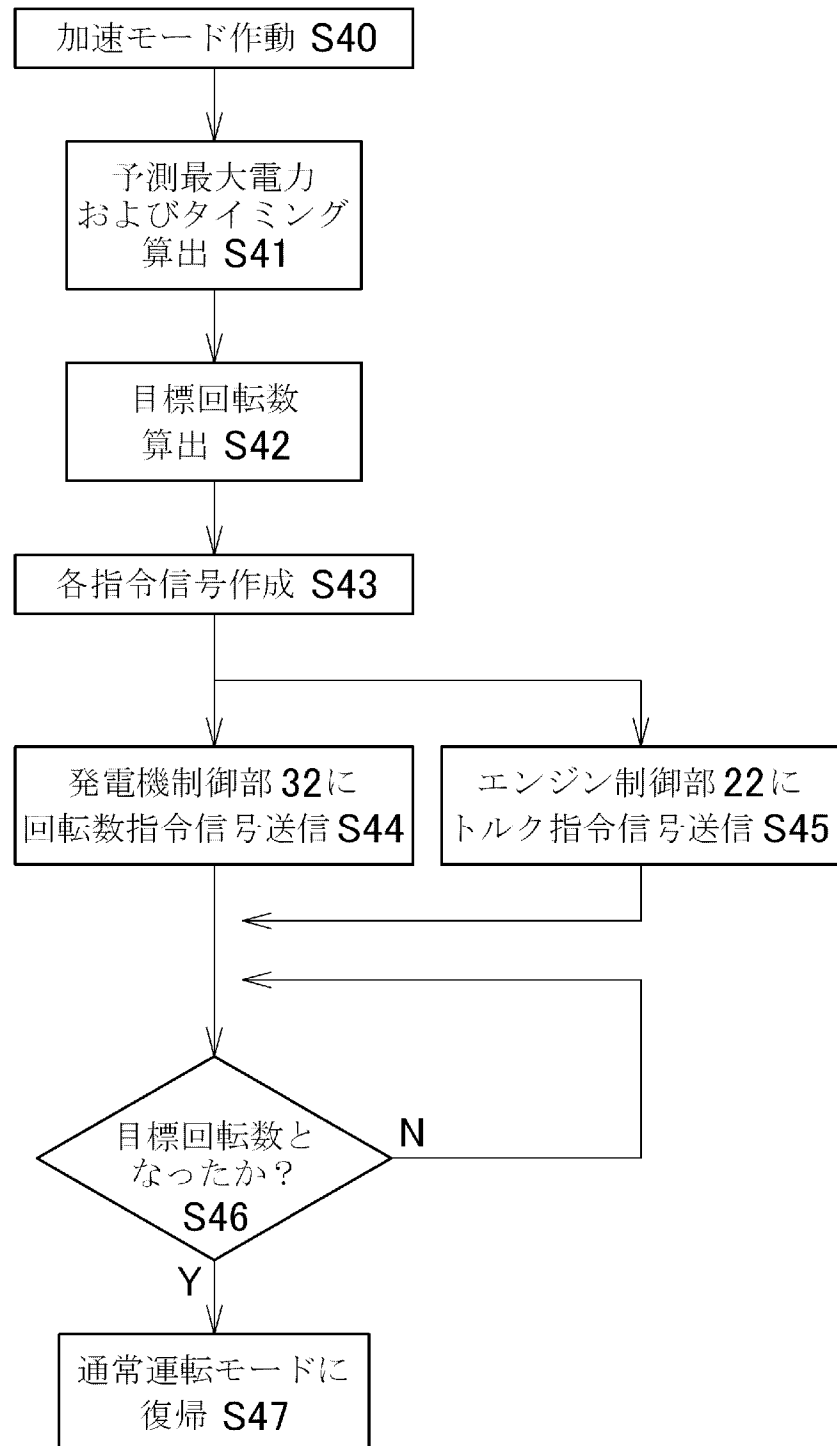 加速モード作動 S40
予測最大電力
およびタイミング
算出 S41
目標回転数
算出 S42
各指令信号作成 S43
発電機制御部 32に
回転数指令信号送信 S44
エンジン制御部 22に
トルク指令信号送信 S45
目標回転数と
なったか？
S46
N
Y
通常運転モードに
復帰 S47